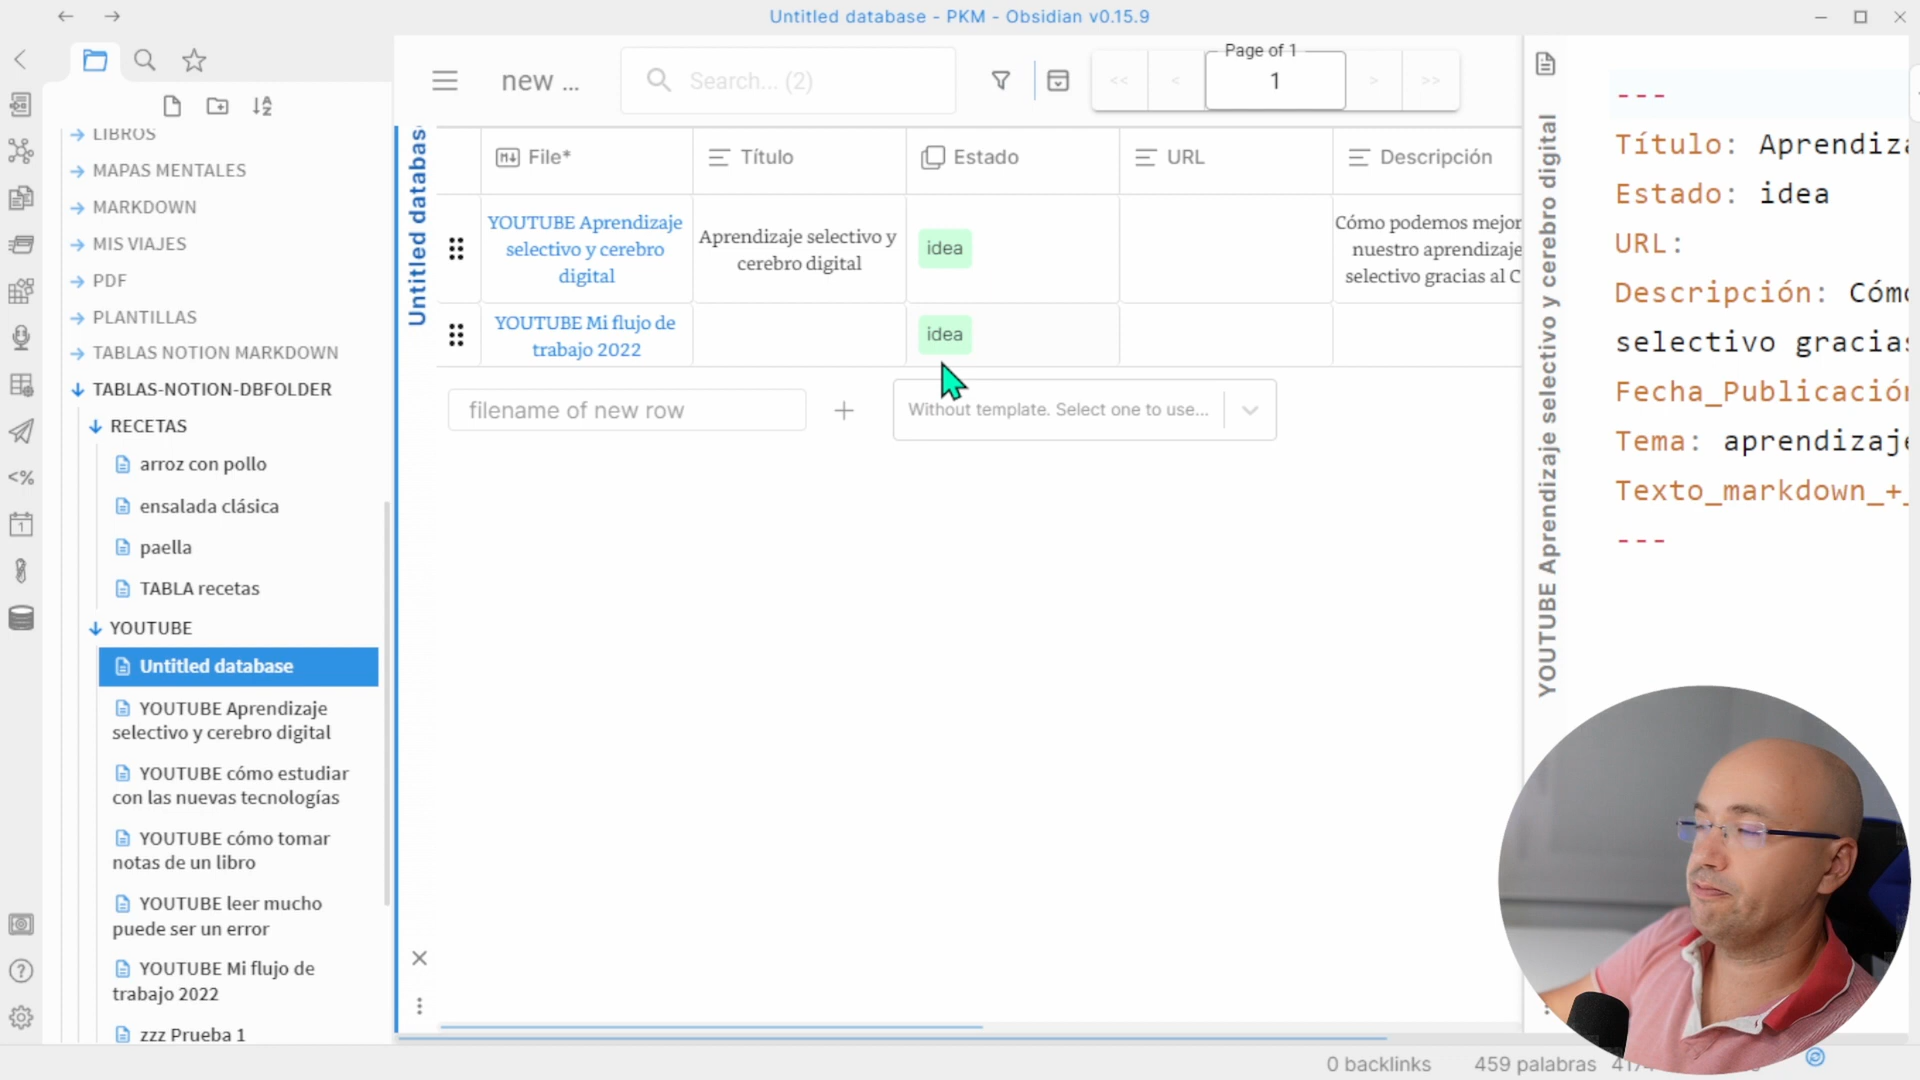 Untitled database - PKM - Obsidian v0.15.9
LIBROS
MAPAS MENTALES
MARKDOWN
MIS VIAJES
PDF
PLANTILLAS
TABLAS NOTION MARKDOWN
TABLAS-NOTION-DBFOLDER
RECETAS
arroz con pollo
ensalada clásica
paella
TABLA recetas
YOUTUBE
Untitled database
YOUTUBE Aprendizaje
selectivo y cerebro digital
YOUTUBE cómo estudiar
con las nuevas tecnologías
YOUTUBE cómo tomar
notas de un libro
YOUTUBE leer mucho
puede ser un error
YOUTUBE Mi flujo de
trabajo 2022
zzz Prueba 1
Untitled databas
new ...
Search... (2)
<<
<
Page of 1
1
>
>>
File*
Título
Estado
URL
Descripción
YOUTUBE Aprendizaje
selectivo y cerebro
digital
Aprendizaje selectivo y
cerebro digital
idea
Cómo podemos mejor
nuestro aprendizaje
selectivo gracias al C
YOUTUBE Mi flujo de
trabajo 2022
idea
filename of new row
+
Without template. Select one to use...
YOUTUBE Aprendizaje selectivo y cerebro digital
---
Título: Aprendiza
Estado: idea
URL:
Descripción: Cómo
selectivo gracias
Fecha_Publicación
Tema: aprendizaje
Texto_markdown_+_
---
0 backlinks
459 palabras